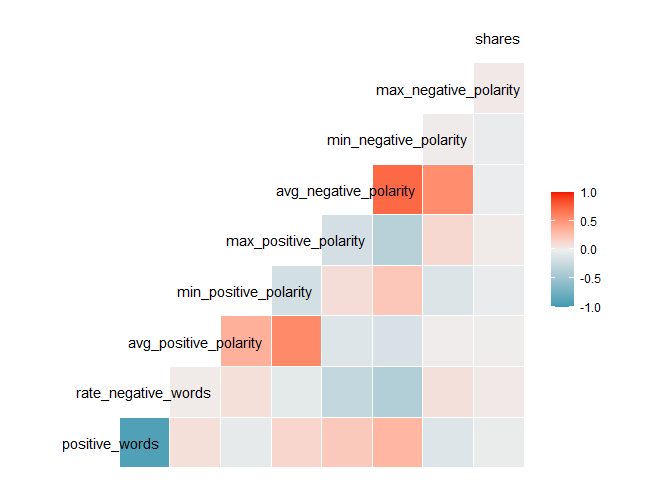 shares
max_negative_polarity
min_negative_polarity
avg_negative_polarity
max_positive_polarity
min_positive_polarity
avg_positive_polarity
rate_negative_words
positive_words
1.0
0.5
0.0
-0.5
-1.0